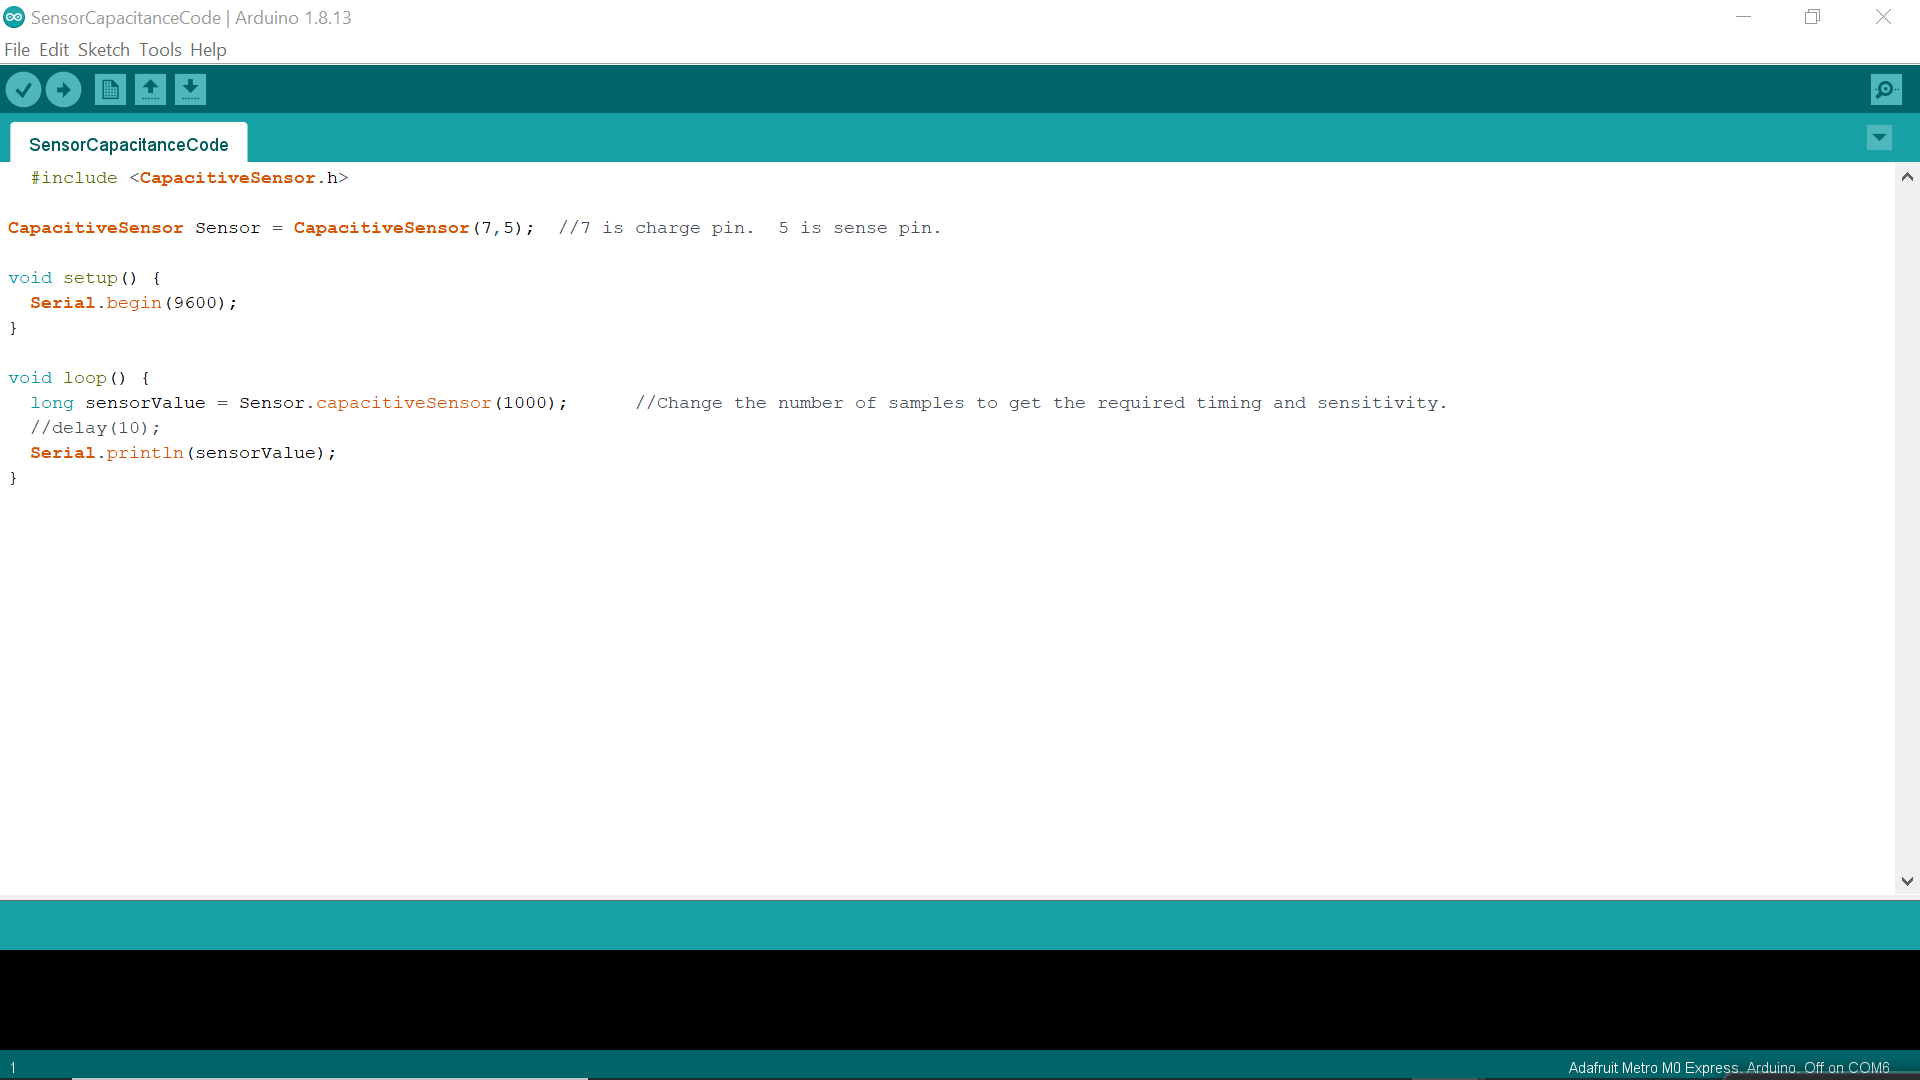 SensorCapacitanceCode | Arduino 1.8.13
File Edit Sketch Tools Help
SensorCapacitanceCode
#include <CapacitiveSensor.h>
CapacitiveSensor Sensor = CapacitiveSensor(7,5);  //7 is charge pin.  5 is sense pin.
void setup() {
  Serial.begin(9600);
}
void loop() {
  long sensorValue = Sensor.capacitiveSensor(1000);      //Change the number of samples to get the required timing and sensitivity.
  //delay(10);
  Serial.println(sensorValue);
}
1
Adafruit Metro M0 Express. Arduino. Off on COM6